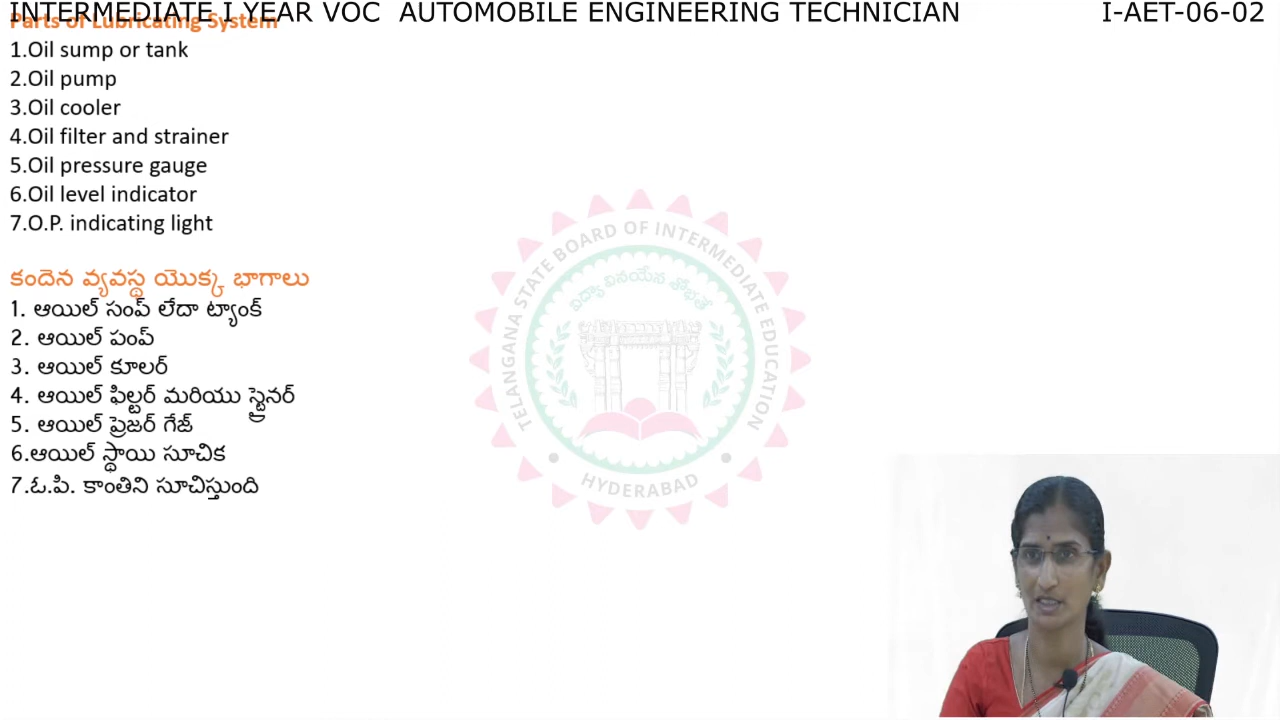 INTERMEDIATE I YEAR VOC AUTOMOBILE ENGINEERING TECHNICIAN I-AET-06-02
Parts of Lubricating System
1.Oil sump or tank
2.Oil pump
3.Oil cooler
4.Oil filter and strainer
5.Oil pressure gauge
6.Oil level indicator
7.O.P. indicating light
కందెన వ్యవస్థ యొక్క భాగాలు
1. ఆయిల్ సంప్ లేదా ట్యాంక్
2. ఆయిల్ పంప్
3. ఆయిల్ కూలర్
4. ఆయిల్ ఫిల్టర్ మరియు స్ట్రైనర్
5. ఆయిల్ ప్రెజర్ గేజ్
6.ఆయిల్ స్థాయి సూచిక
7.ఓ.పి. కాంతిని సూచిస్తుంది
TELANGANA STATE BOARD OF INTERMEDIATE EDUCATION
విద్యా వినయేన శోభతే
HYDERABAD